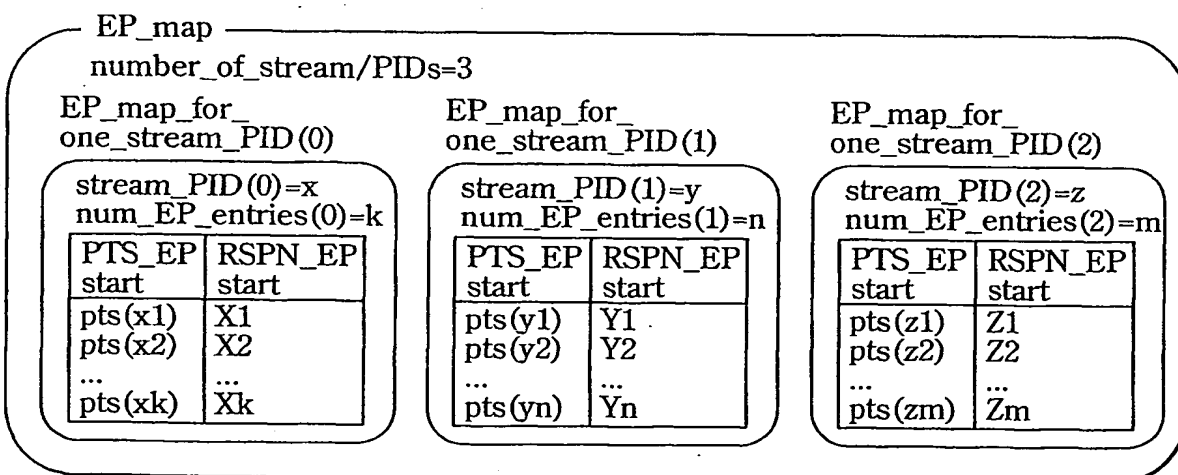 EP_map
number_of_stream/PIDs=3
EP_map_for_
one_stream_PID(0)
stream_PID(0)=x
num_EP_entries(0)=k
PTS_EP RSPN_EP
start start
pts(x1) X1
pts(x2) X2
... ...
pts(xk) Xk
EP_map_for_
one_stream_PID(1)
stream_PID(1)=y
num_EP_entries(1)=n
PTS_EP RSPN_EP
start start
pts(y1) Y1
pts(y2) Y2
... ...
pts(yn) Yn
EP_map_for_
one_stream_PID(2)
stream_PID(2)=z
num_EP_entries(2)=m
PTS_EP RSPN_EP
start start
pts(z1) Z1
pts(z2) Z2
... ...
pts(zm) Zm